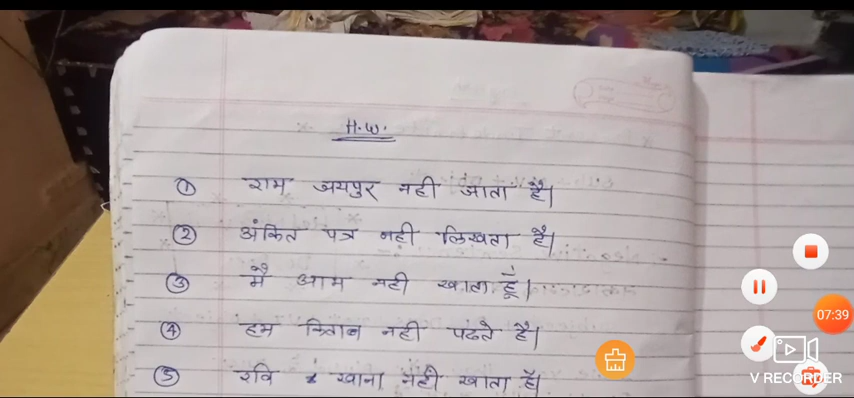 H.W.
① राम जयपुर नही जाता है।
② अंकित पत्र नही लिखता है।
③ मै आम नही खाता हूँ।
④ हम किताब नही पढते है।
⑤ रवि खाना नही खाता है।
07:39
V RECORDER